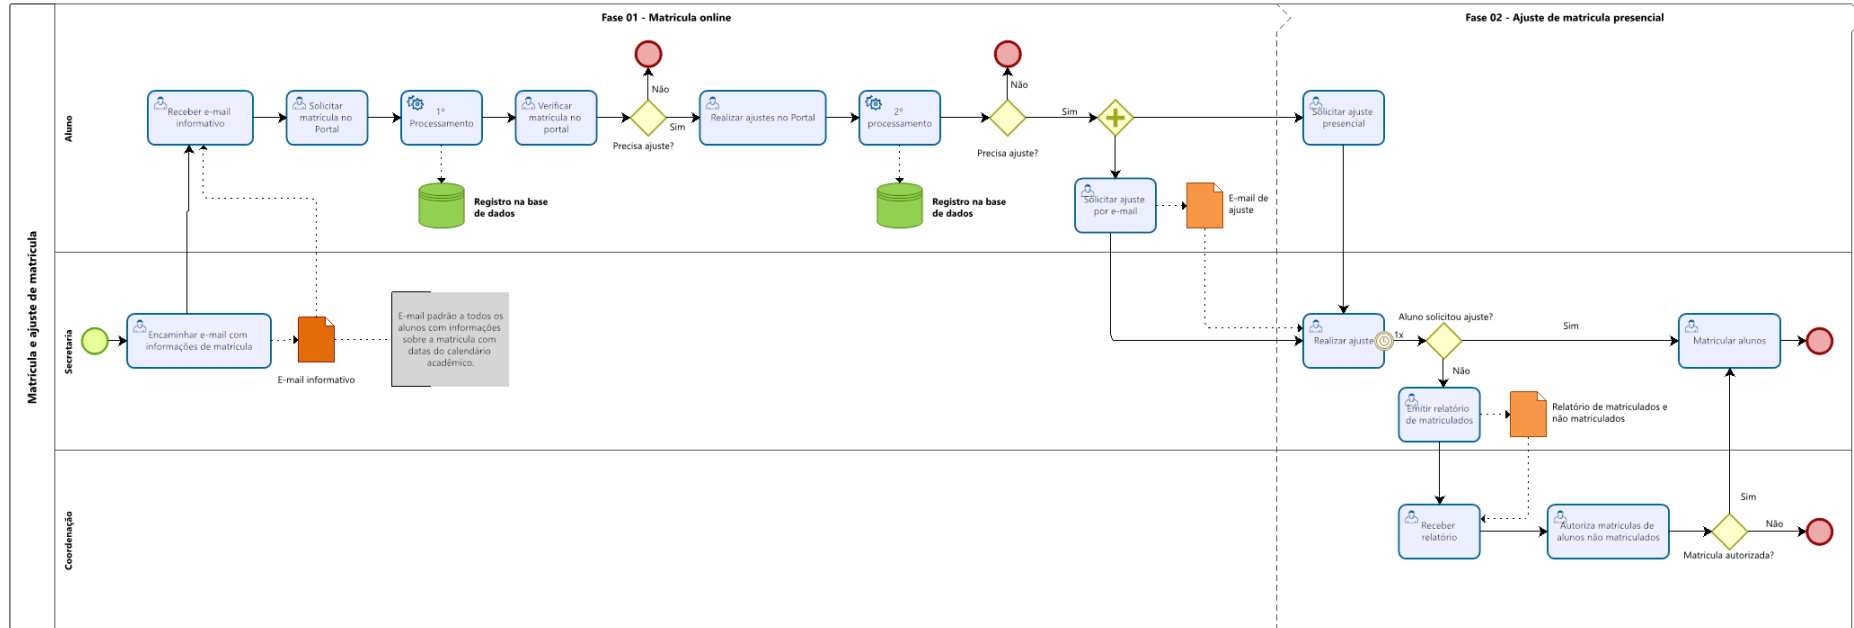 Fase 01 - Matricula online
Fase 02 - Ajuste de matricula presencial
Matrícula e ajuste de matrícula
Aluno
Receber e-mail
informativo
Solicitar
matricula no
Portal
1º
Processamento
Verificar
matricula no
portal
Não
Sim
Precisa ajuste?
Realizar ajustes no Portal
2º
processamento
Não
Sim
Precisa ajuste?
Solicitar ajuste
presencial
Registro na base
de dados
Registro na base
de dados
Solicitar ajuste
por e-mail
E-mail de
ajuste
Secretaria
Encaminhar e-mail com
informações de matricula
E-mail informativo
E-mail padrão a todos os
alunos com informações
sobre a matricula com
datas do calendário
acadêmico.
Realizar ajuste
1x
Aluno solicitou ajuste?
Sim
Não
Matricular alunos
Emitir relatório
de matriculados
Relatório de matriculados e
não matriculados
Coordenação
Receber
relatório
Autoriza matriculas de
alunos não matriculados
Sim
Não
Matricula autorizada?